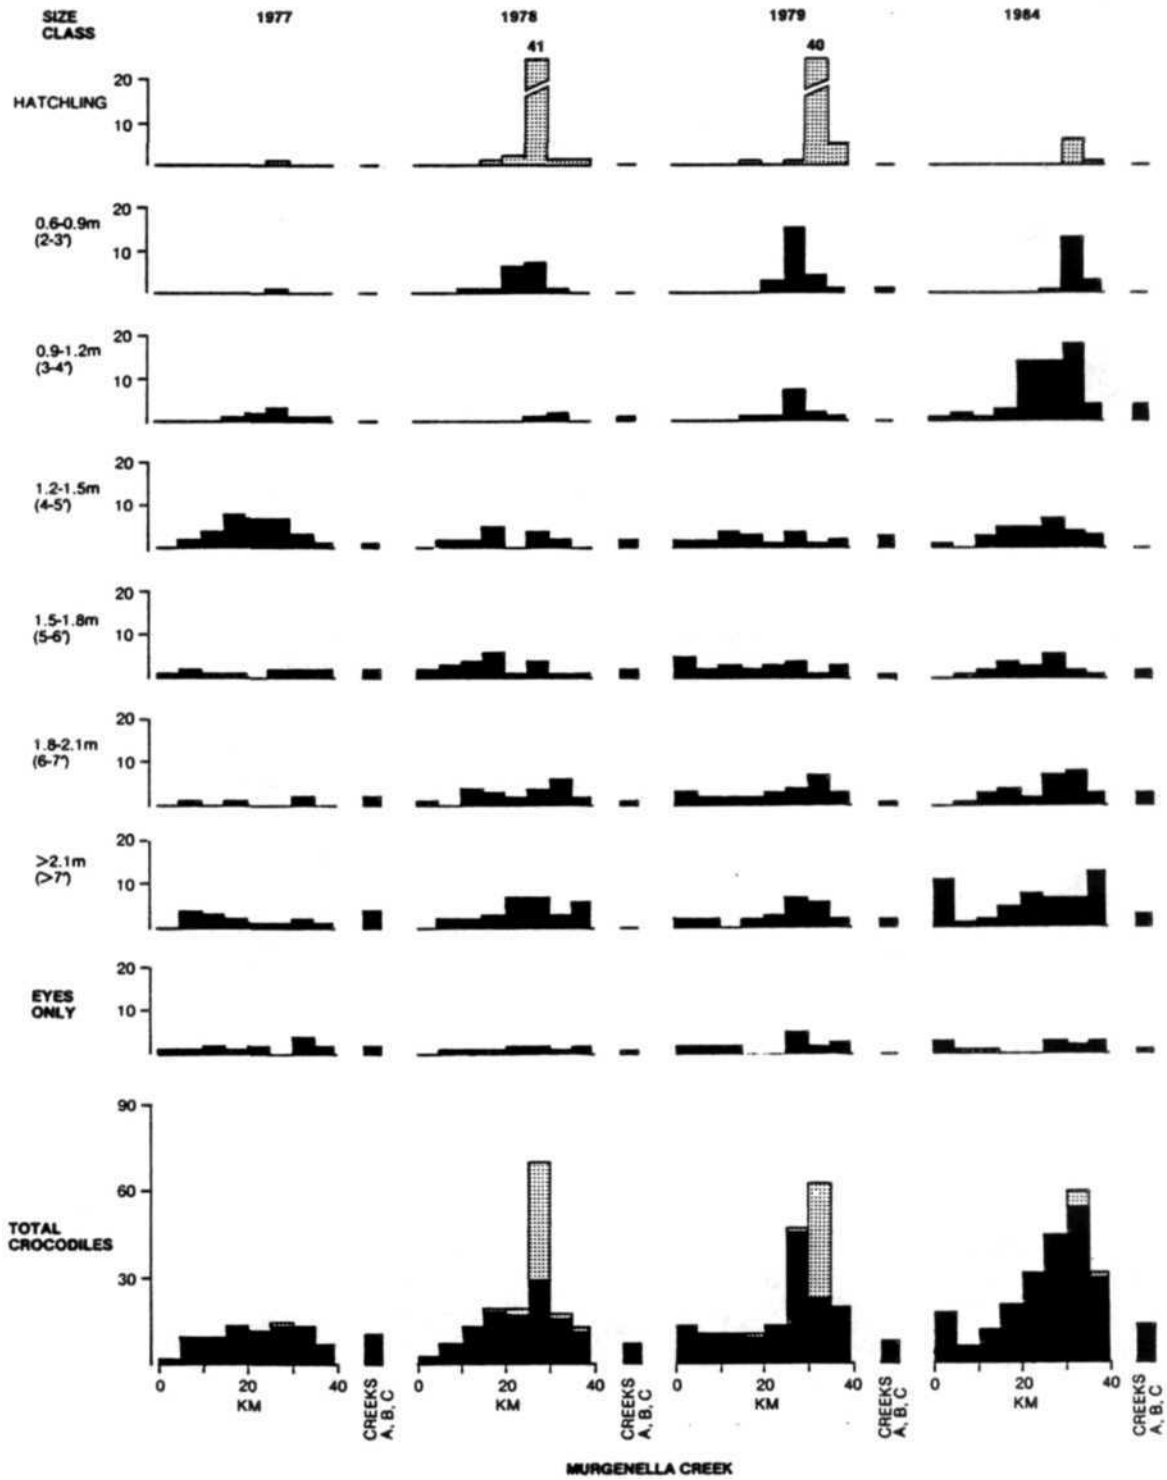 SIZE
CLASS
1977 1978 1979 1984
41 40
HATCHLING
20
10
0.6-0.9m
(2-3')
20
10
0.9-1.2m
(3-4')
20
10
1.2-1.5m
(4-5')
20
10
1.5-1.8m
(5-6')
20
10
1.8-2.1m
(6-7')
20
10
>2.1m
(>7')
20
10
EYES
ONLY
20
10
TOTAL
CROCODILES
90
60
30
0 20 40 0 20 40 0 20 40 0 20 40
KM KM KM KM
CREEKS
A, B, C
CREEKS
A, B, C
CREEKS
A, B, C
CREEKS
A, B, C
MURGENELLA CREEK